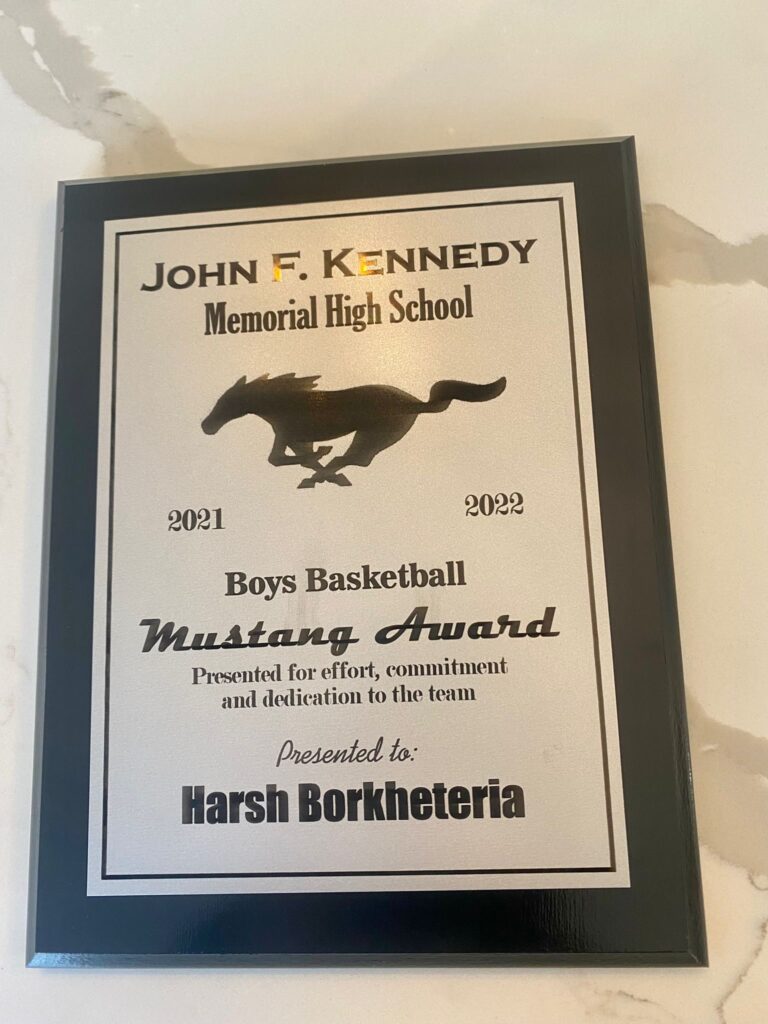 JOHN F. KENNEDY
Memorial High School
2021 2022
Boys Basketball
Mustang Award
Presented for effort, commitment
and dedication to the team
Presented to:
Harsh Borkheteria